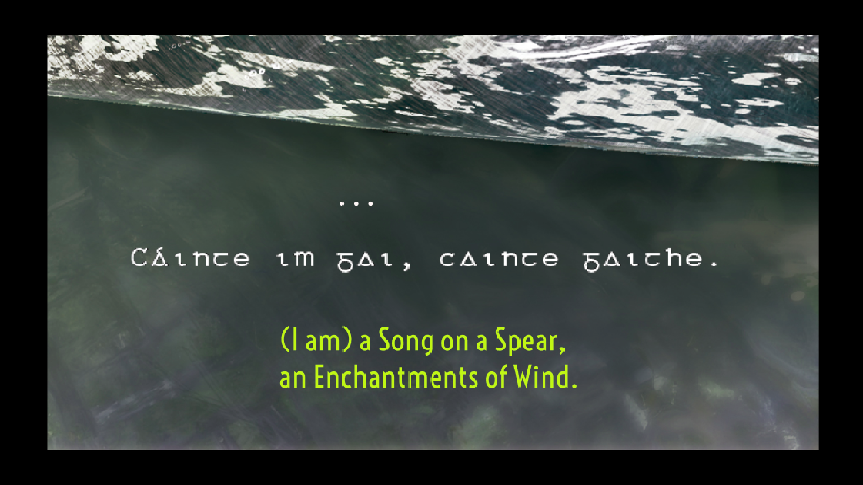 ...
Cáinte im gai, cainte gaithe.
(I am) a Song on a Spear,
an Enchantments of Wind.